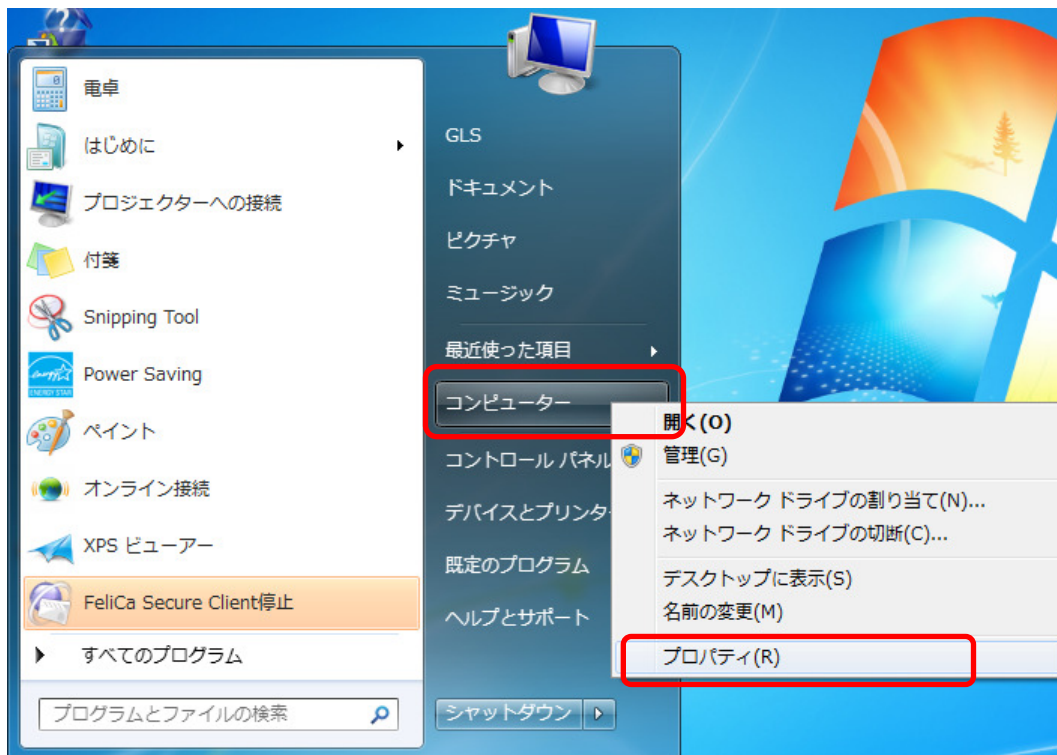 電卓
はじめに
プロジェクターへの接続
付箋
Snipping Tool
Power Saving
ペイント
オンライン接続
XPS ビューアー
FeliCa Secure Client停止
すべてのプログラム
プログラムとファイルの検索
GLS
ドキュメント
ピクチャ
ミュージック
最近使った項目
コンピューター
コントロール パネル
デバイスとプリンター
既定のプログラム
ヘルプとサポート
シャットダウン
開く(O)
管理(G)
ネットワーク ドライブの割り当て(N)...
ネットワーク ドライブの切断(C)...
デスクトップに表示(S)
名前の変更(M)
プロパティ(R)